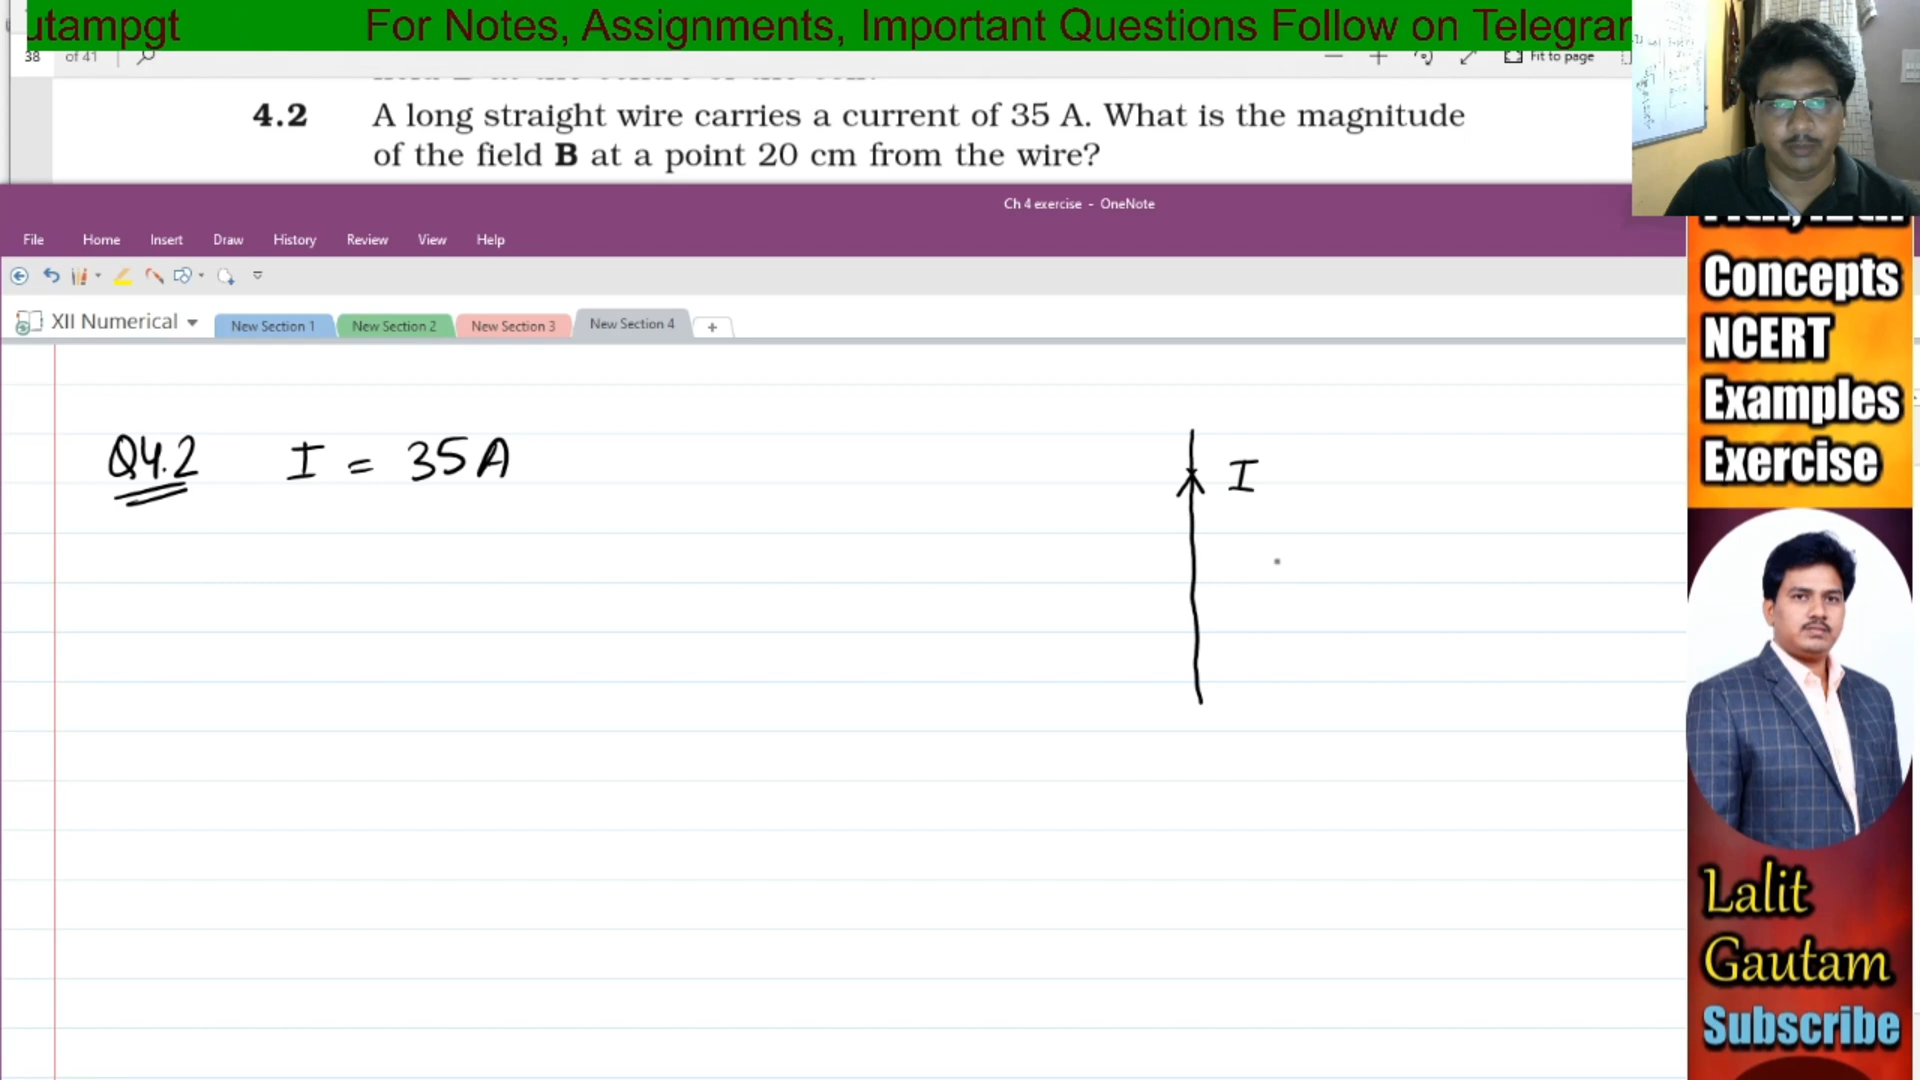 utampgt For Notes, Assignments, Important Questions Follow on Telegram
38 of 41 Fit to page
4.2 A long straight wire carries a current of 35 A. What is the magnitude
of the field B at a point 20 cm from the wire?
Ch 4 exercise - OneNote
File Home Insert Draw History Review View Help
XII Numerical New Section 1 New Section 2 New Section 3 New Section 4 +
Q4.2 I = 35 A
I
Concepts
NCERT
Examples
Exercise
Lalit
Gautam
Subscribe